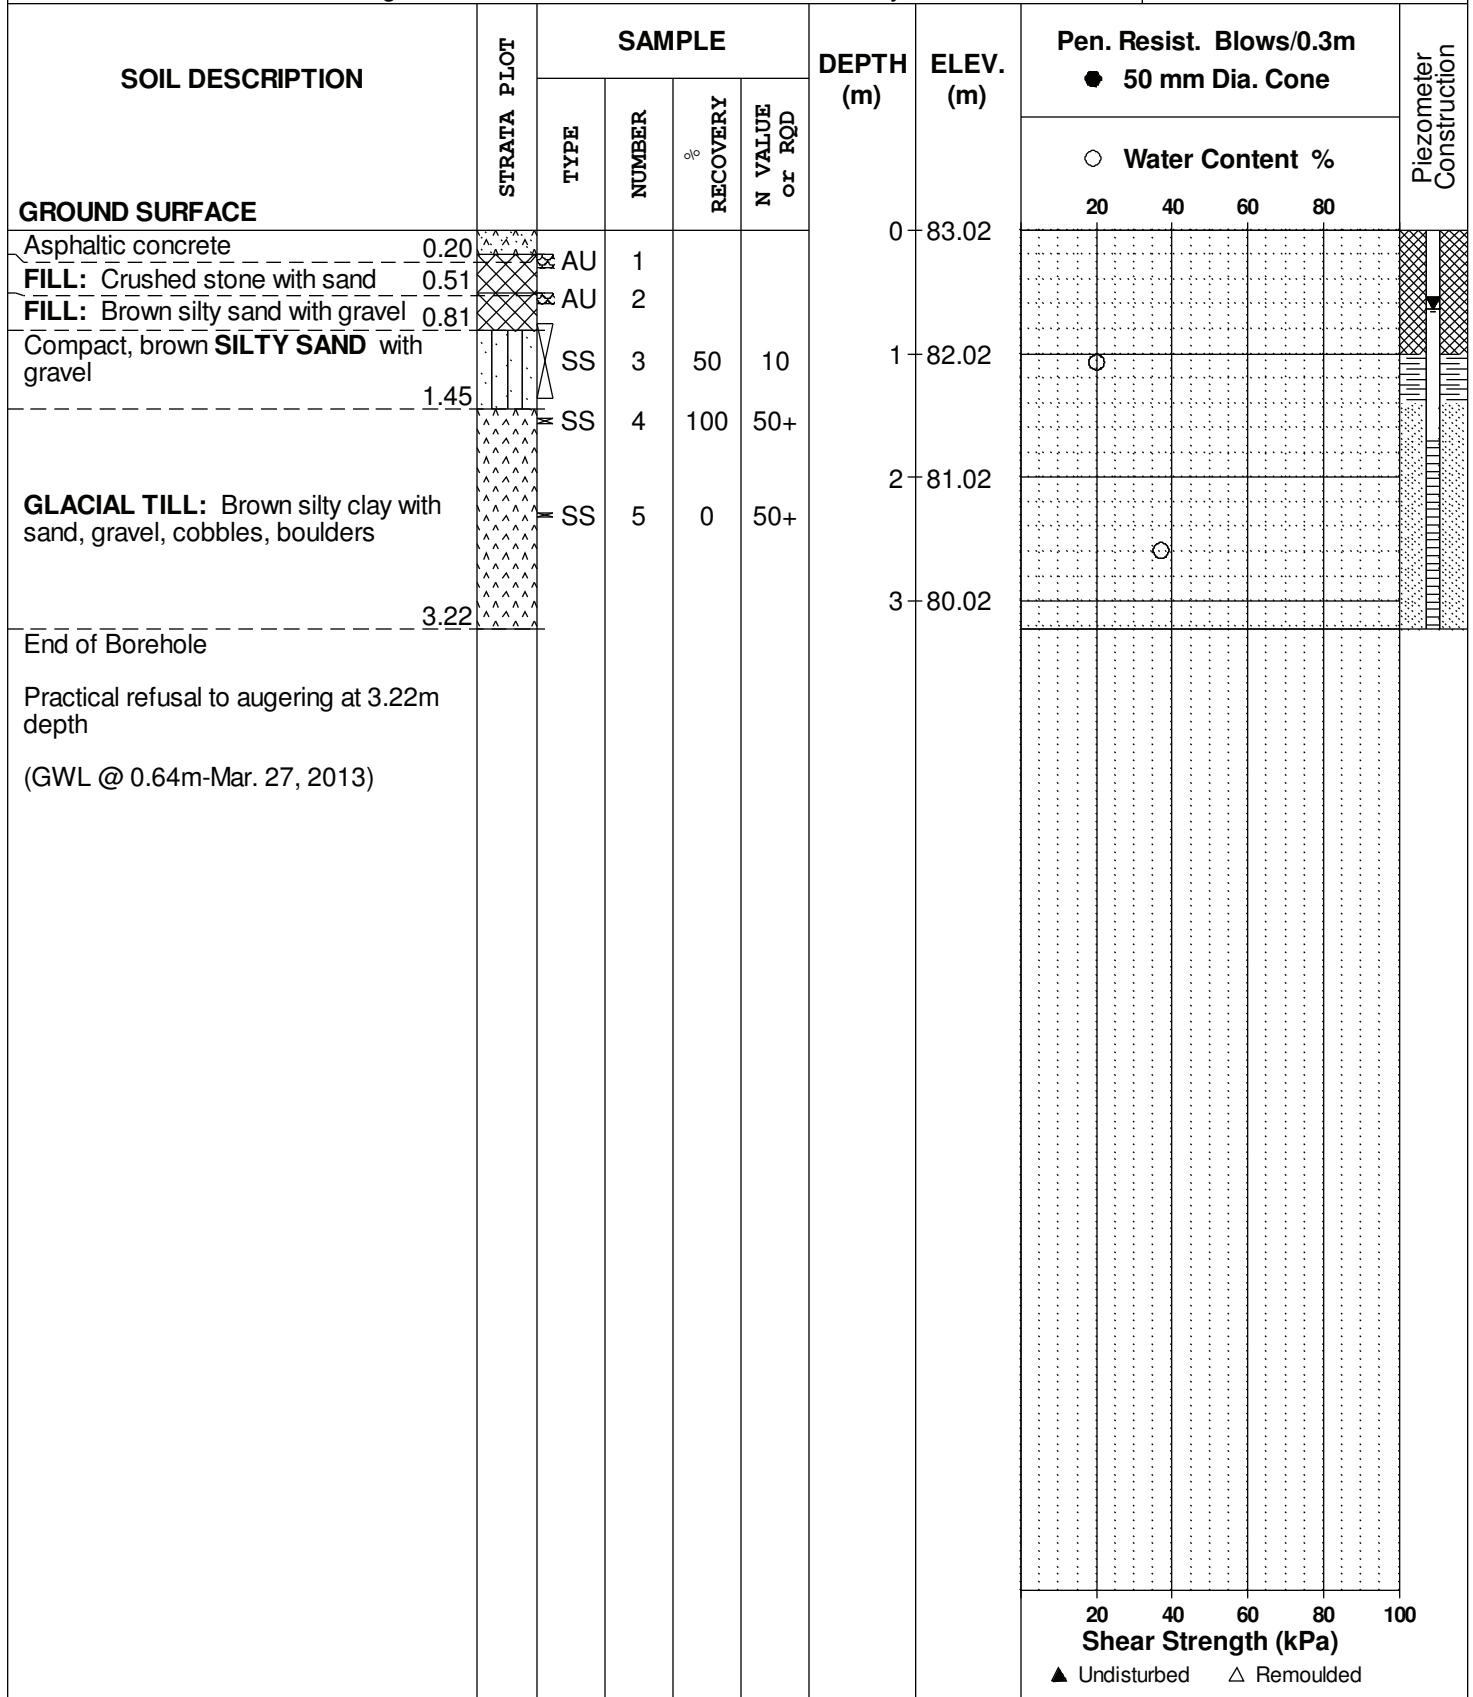 SOIL DESCRIPTION
GROUND SURFACE
STRATA PLOT
SAMPLE
TYPE
NUMBER
% RECOVERY
N VALUE or RQD
DEPTH (m)
ELEV. (m)
Pen. Resist. Blows/0.3m
● 50 mm Dia. Cone
○ Water Content %
20 40 60 80
Piezometer Construction
0 83.02
Asphaltic concrete 0.20
AU 1
FILL: Crushed stone with sand 0.51
AU 2
FILL: Brown silty sand with gravel 0.81
Compact, brown SILTY SAND with
gravel
1.45
SS 3 50 10
1 82.02
SS 4 100 50+
2 81.02
GLACIAL TILL: Brown silty clay with
sand, gravel, cobbles, boulders
SS 5 0 50+
3 80.02
3.22
End of Borehole
Practical refusal to augering at 3.22m
depth
(GWL @ 0.64m-Mar. 27, 2013)
20 40 60 80 100
Shear Strength (kPa)
▲ Undisturbed △ Remoulded